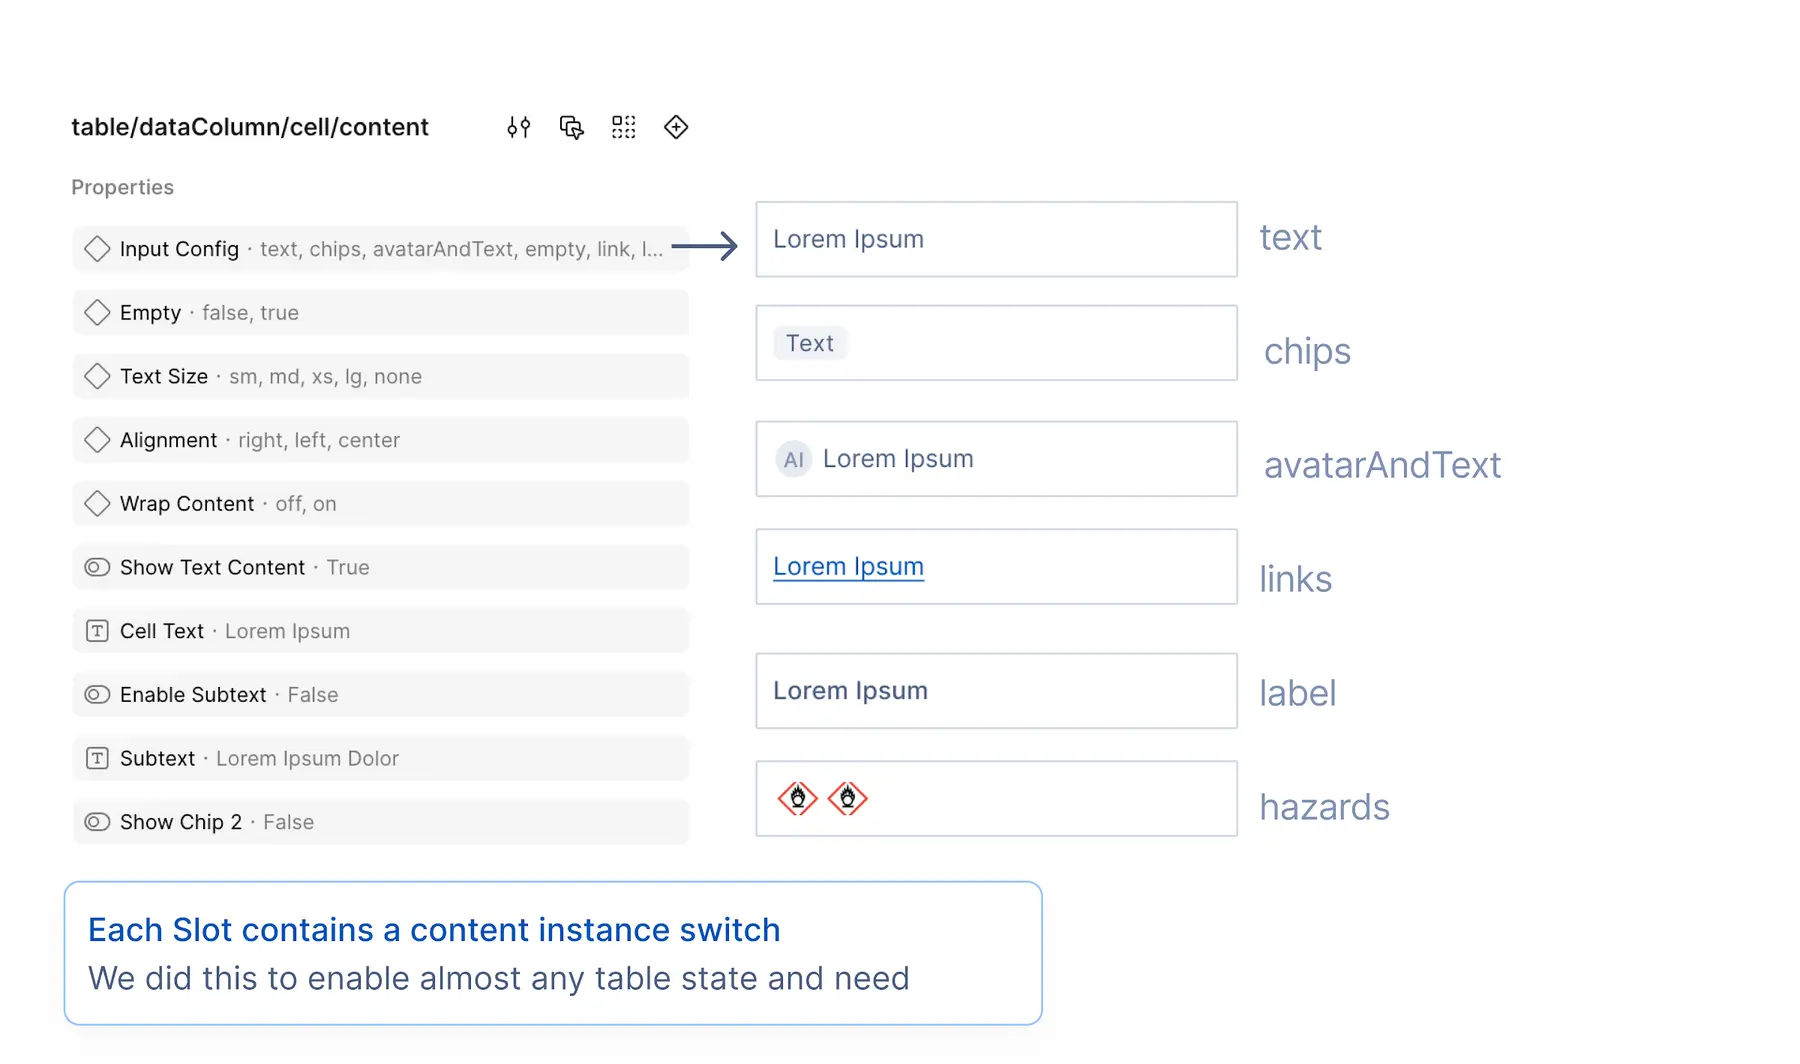 table/dataColumn/cell/content
Properties
Input Config · text, chips, avatarAndText, empty, link, l...
Empty · false, true
Text Size · sm, md, xs, lg, none
Alignment · right, left, center
Wrap Content · off, on
Show Text Content · True
Cell Text · Lorem Ipsum
Enable Subtext · False
Subtext · Lorem Ipsum Dolor
Show Chip 2 · False
Lorem Ipsum text
Text chips
AI Lorem Ipsum avatarAndText
Lorem Ipsum links
Lorem Ipsum label
hazards
Each Slot contains a content instance switch
We did this to enable almost any table state and need